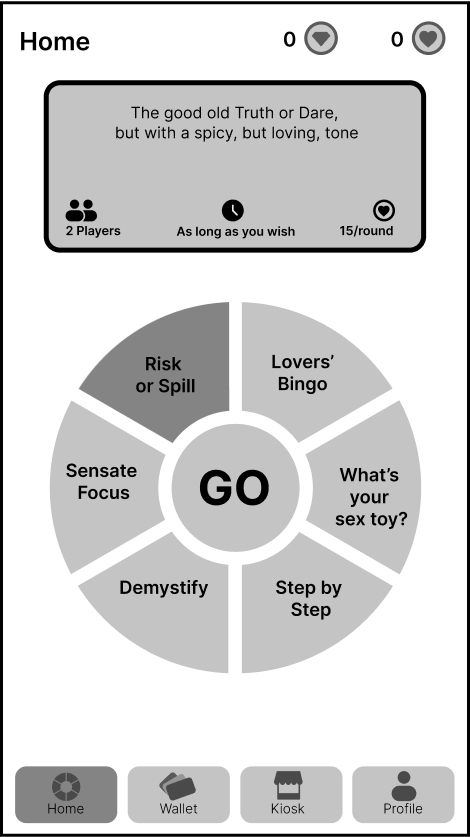 Home
0
0
The good old Truth or Dare,
but with a spicy, but loving, tone
2 Players
As long as you wish
15/round
Risk
or Spill
Lovers’
Bingo
Sensate
Focus
GO
What’s
your
sex toy?
Demystify
Step by
Step
Home
Wallet
Kiosk
Profile